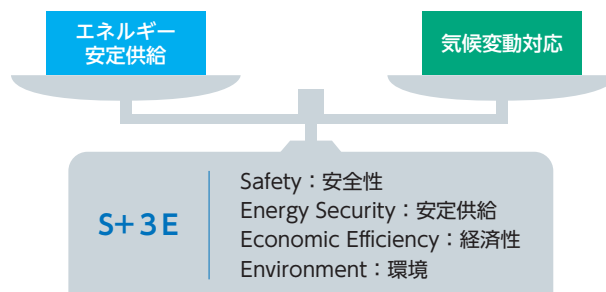 エネルギー
安定供給
気候変動対応
S+3E
Safety：安全性
Energy Security：安定供給
Economic Efficiency：経済性
Environment：環境